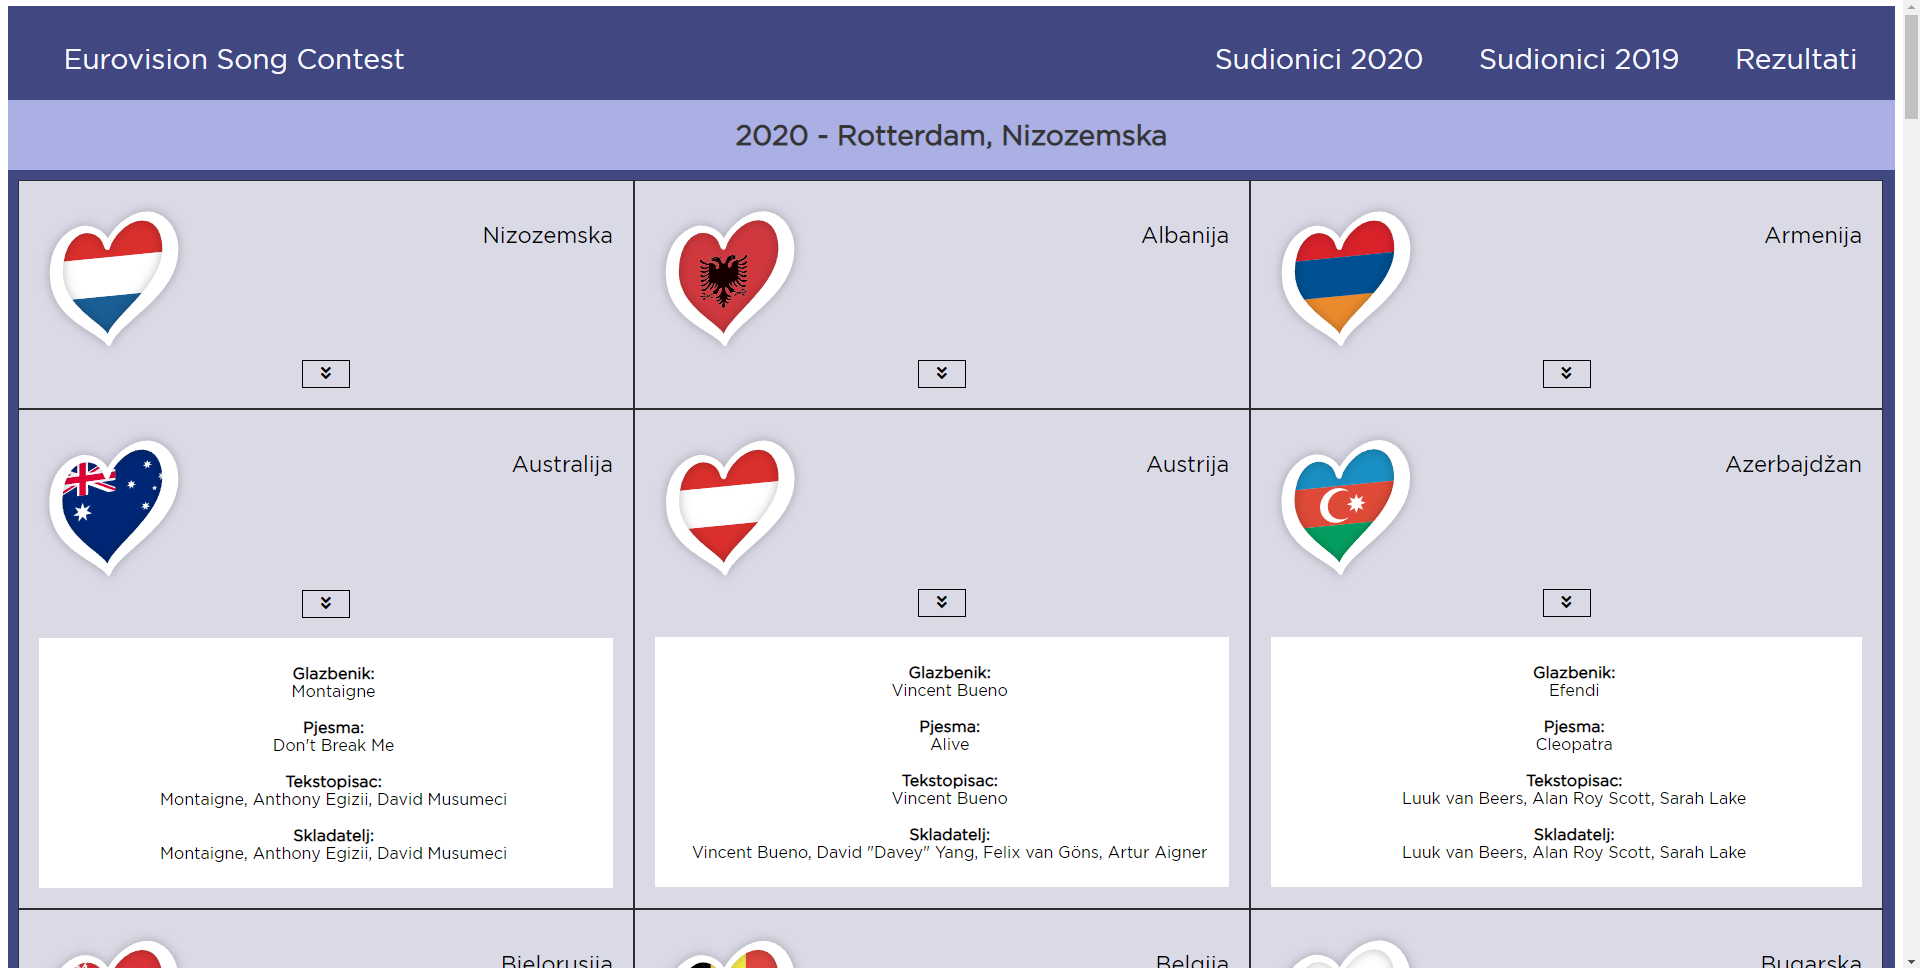 Eurovision Song Contest
Sudionici 2020
Sudionici 2019
Rezultati
2020 - Rotterdam, Nizozemska
Nizozemska
Albanija
Armenija
Australija
Austrija
Azerbajdžan
Glazbenik:
Montaigne
Pjesma:
Don't Break Me
Tekstopisac:
Montaigne, Anthony Egizii, David Musumeci
Skladatelj:
Montaigne, Anthony Egizii, David Musumeci
Glazbenik:
Vincent Bueno
Pjesma:
Alive
Tekstopisac:
Vincent Bueno
Skladatelj:
Vincent Bueno, David "Davey" Yang, Felix van Göns, Artur Aigner
Glazbenik:
Efendi
Pjesma:
Cleopatra
Tekstopisac:
Luuk van Beers, Alan Roy Scott, Sarah Lake
Skladatelj:
Luuk van Beers, Alan Roy Scott, Sarah Lake
Bjelorusija
Belgija
Bugarska